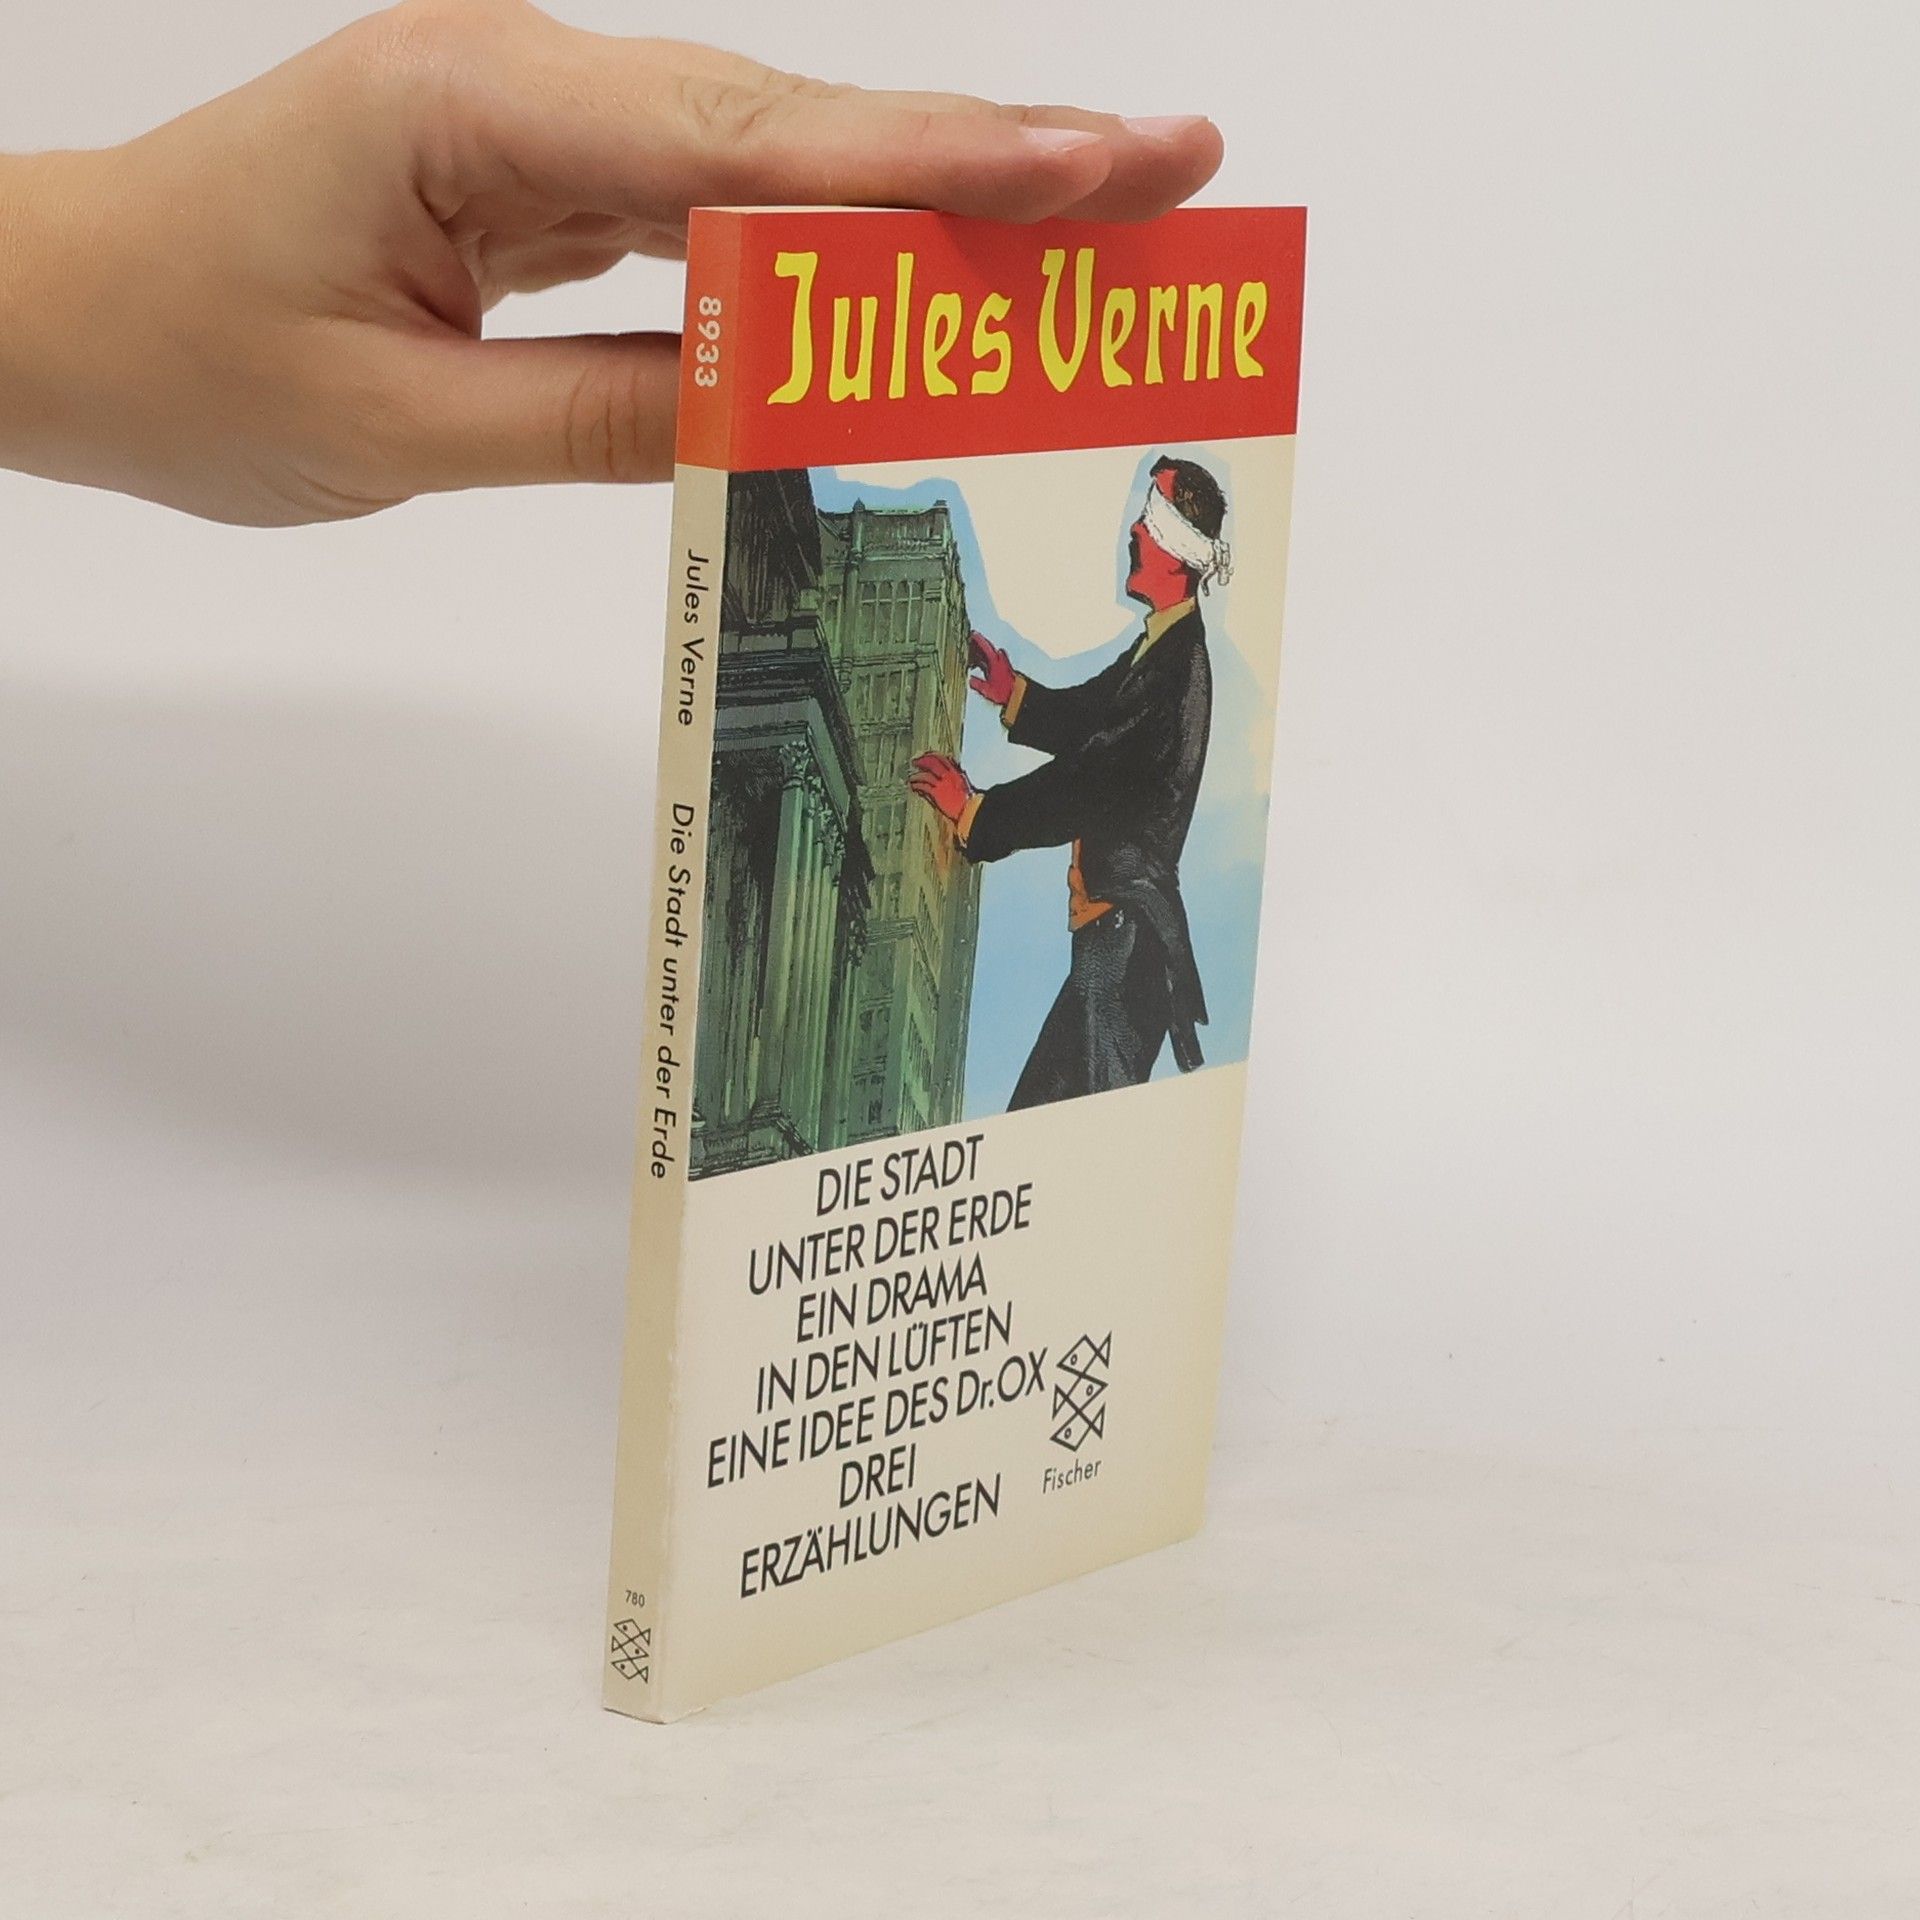 8933
Jules Verne Die Stadt unter der Erde
780
Jules Verne
DIE STADT
UNTER DER ERDE
EIN DRAMA
IN DEN LÜFTEN
EINE IDEE DES Dr.OX
DREI
ERZÄHLUNGEN
Fischer